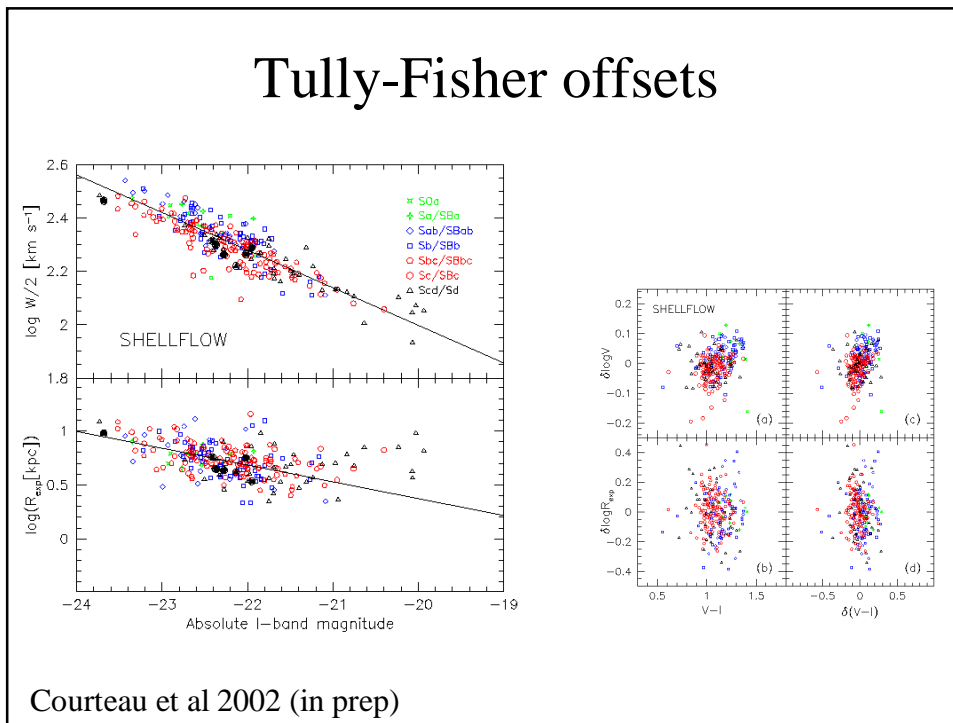 Tully-Fisher offsets
2.6
2.4
2.2
2
1.8
log W/2 [km s⁻¹]
SHELLFLOW
S0a
Sa/SBa
Sab/SBab
Sb/SBb
Sbc/SBbc
Sc/SBc
Scd/Sd
1
0.5
0
log(R_exp[kpc])
-24
-23
-22
-21
-20
-19
Absolute I-band magnitude
SHELLFLOW
0.2
0.1
0
-0.1
-0.2
δlogV
(a)
(c)
0.4
0.2
0
-0.2
-0.4
δlogR_exp
(b)
(d)
0.5
1
1.5
V-I
-0.5
0
0.5
δ(V-I)
Courteau et al 2002 (in prep)